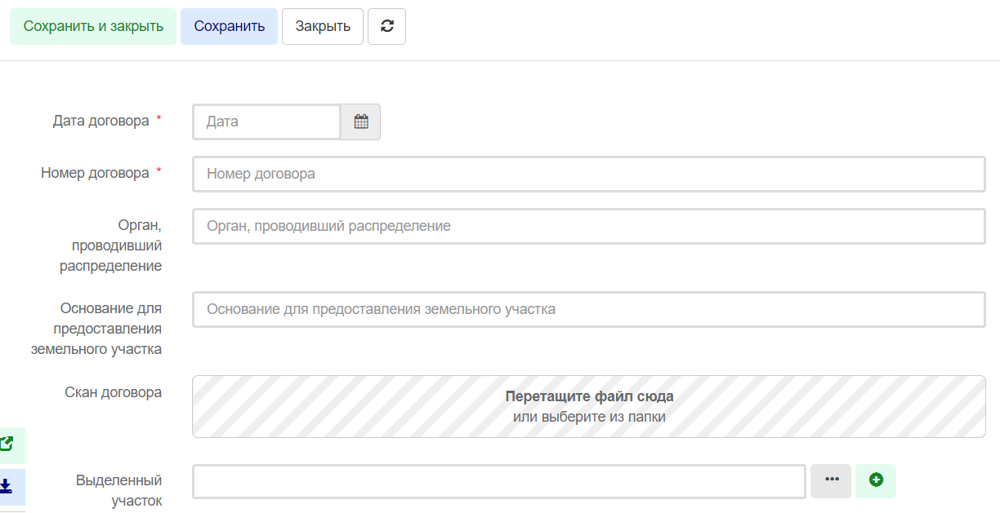 Сохранить и закрыть Сохранить Закрыть
Дата договора * Дата
Номер договора * Номер договора
Орган, Орган, проводивший распределение
проводивший
распределение
Основание для Основание для предоставления земельного участка
предоставления
земельного участка
Скан договора Перетащите файл сюда
или выберите из папки
Выделенный
участок